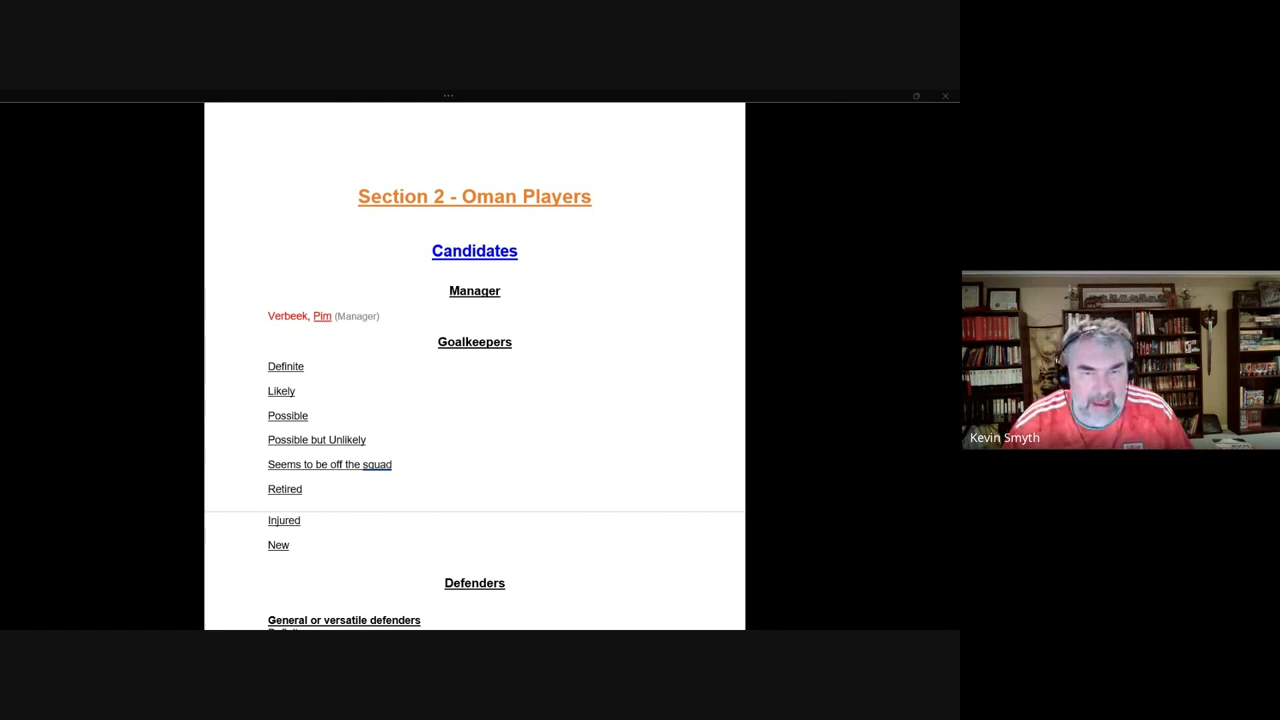 Section 2 - Oman Players
Candidates
Manager
Verbeek, Pim (Manager)
Goalkeepers
Definite
Likely
Possible
Possible but Unlikely
Seems to be off the squad
Retired
Injured
New
Defenders
General or versatile defenders
Kevin Smyth